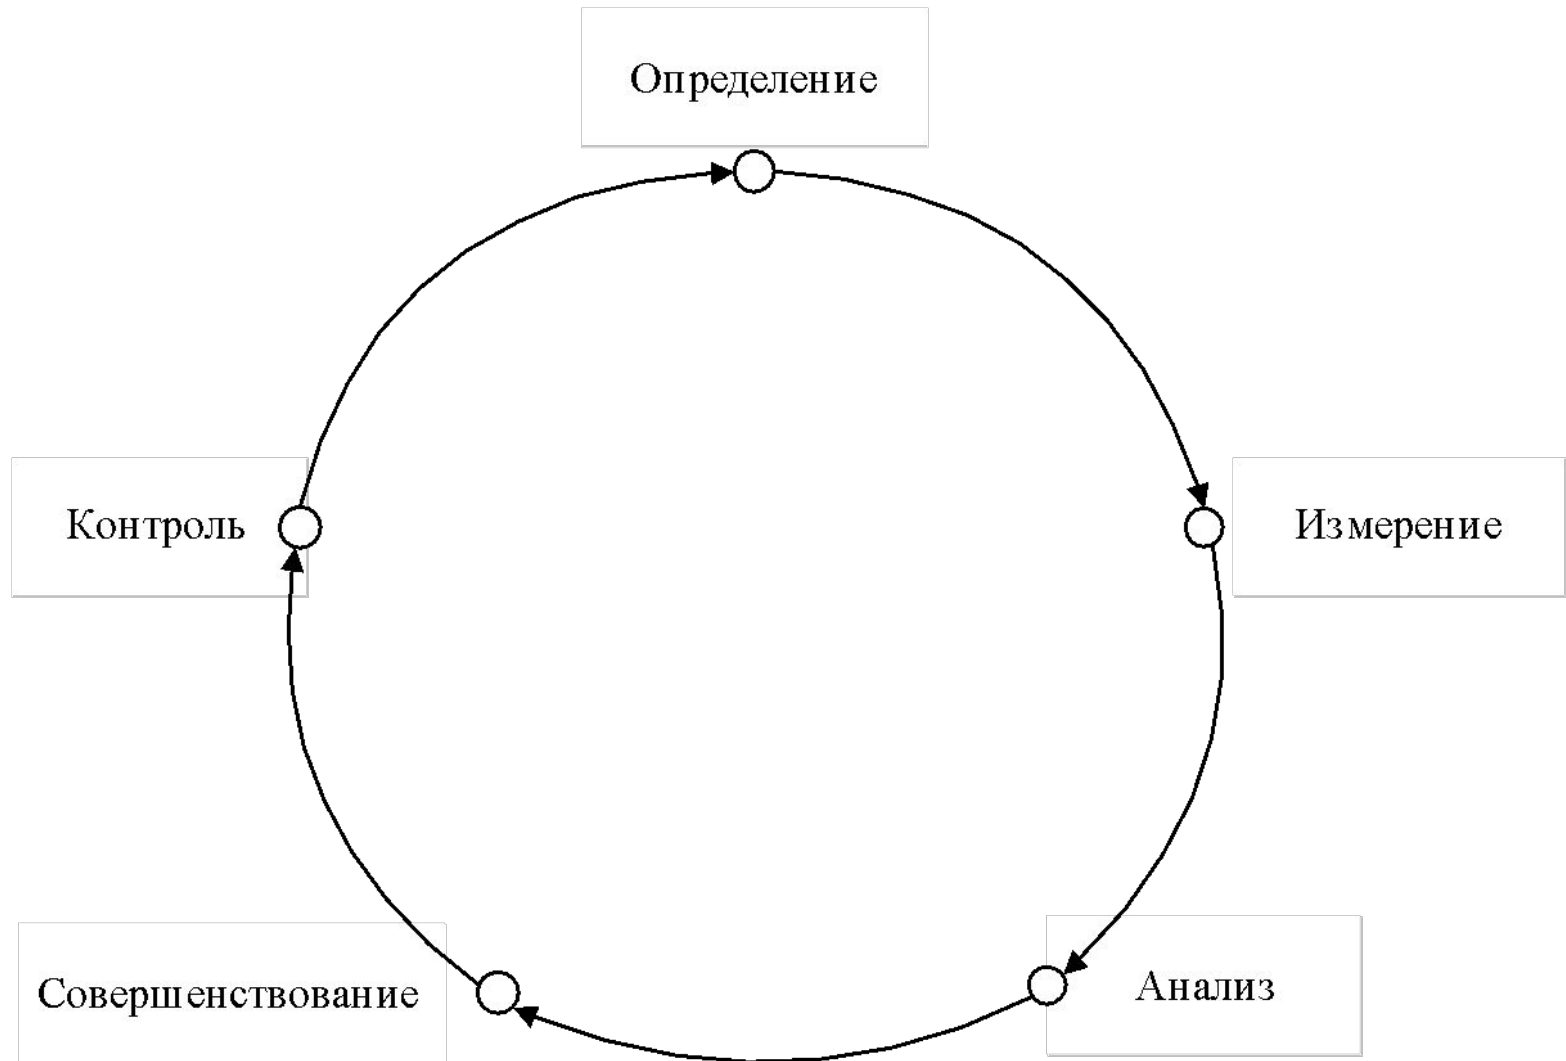 Определение
Контроль
Измерение
Совершенствование
Анализ